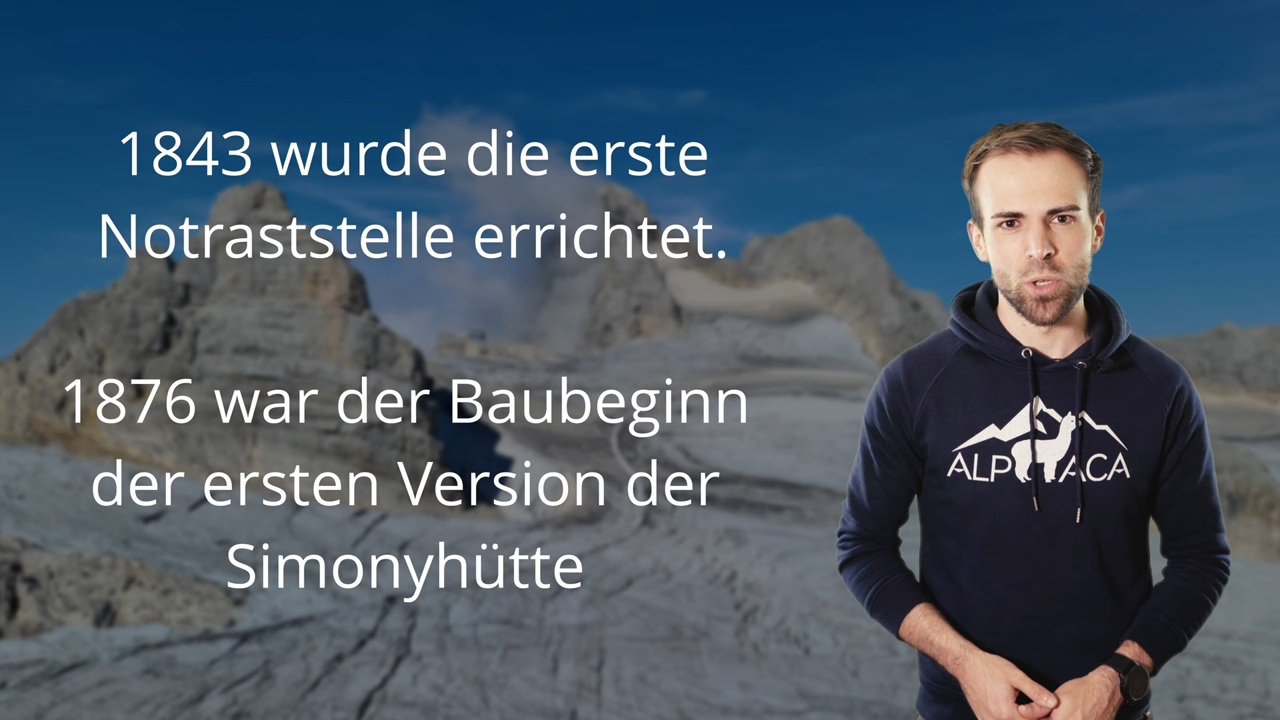 1843 wurde die erste
Notraststelle errichtet.
1876 war der Baubeginn
der ersten Version der
Simonyhütte
ALPACA